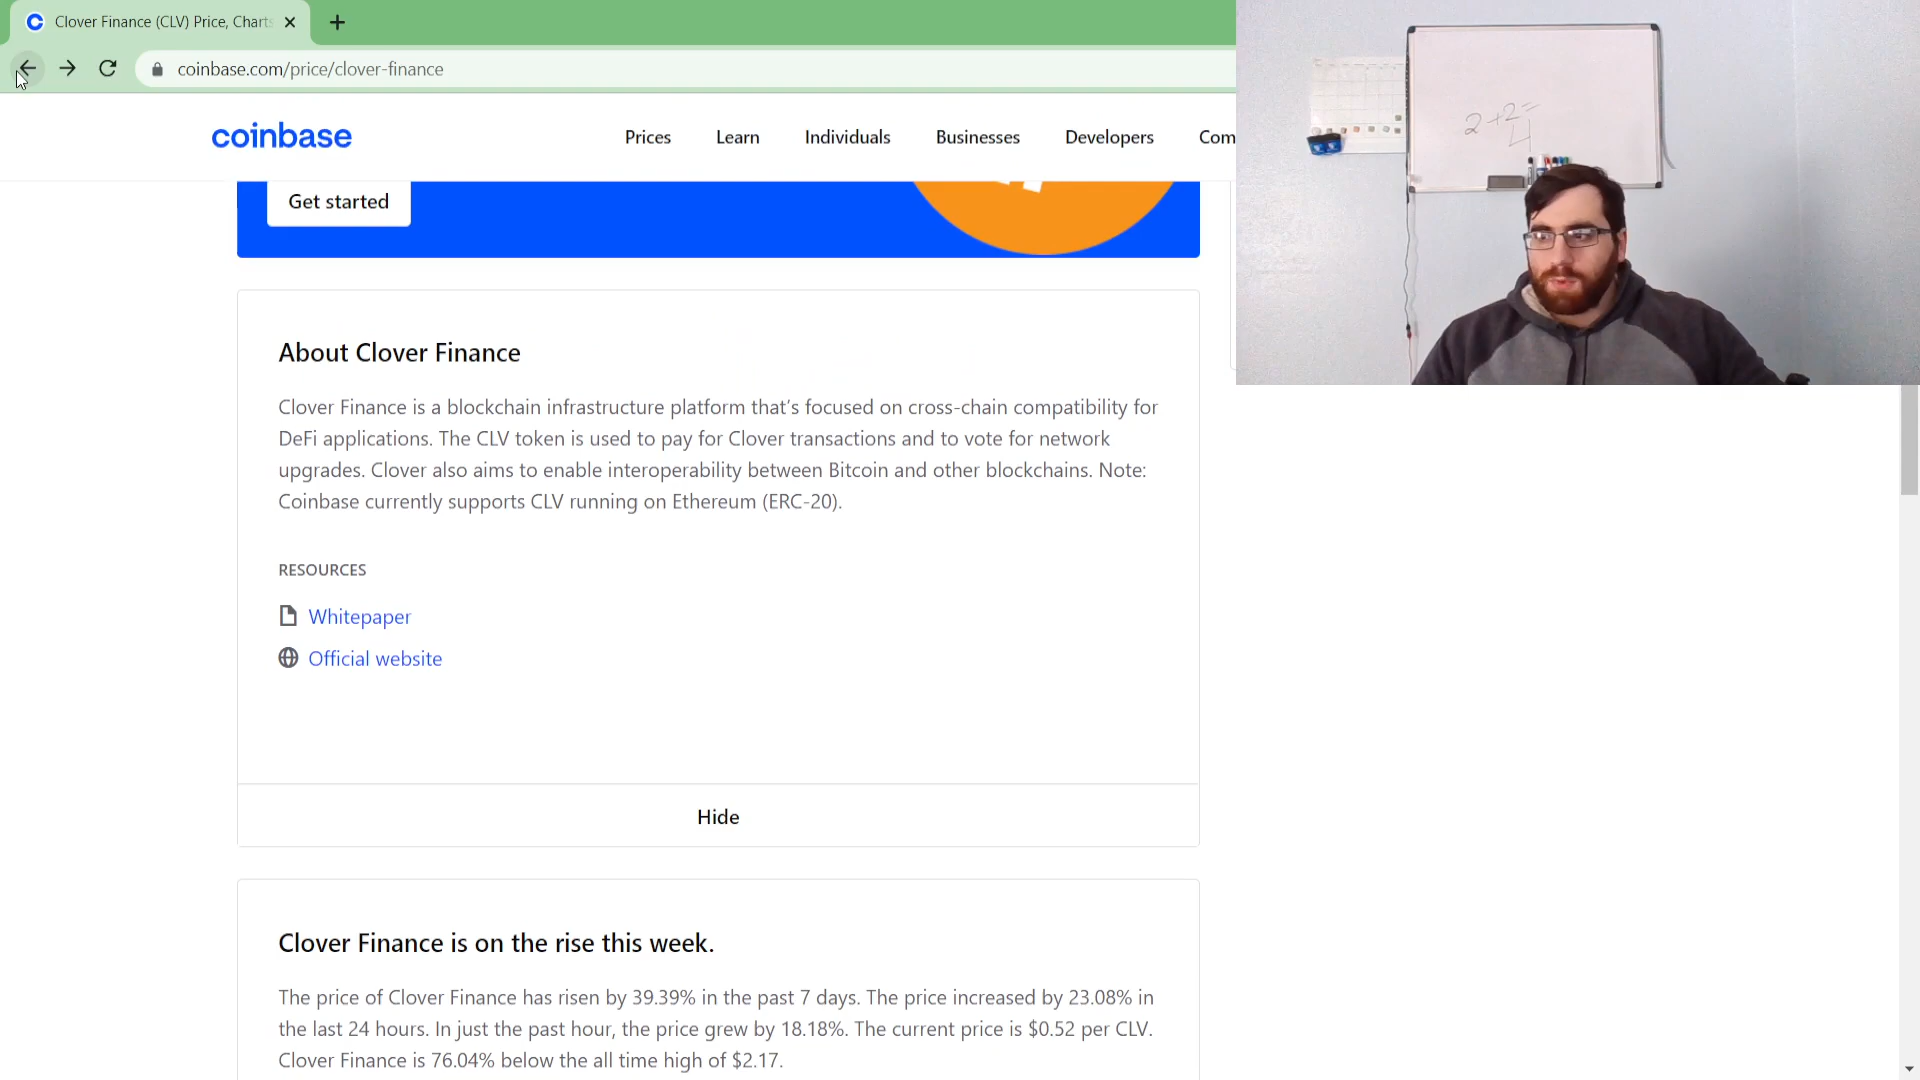 Clover Finance (CLV) Price, Charts
coinbase.com/price/clover-finance
coinbase
Prices
Learn
Individuals
Businesses
Developers
Com
2+2=
4
Get started
About Clover Finance
Clover Finance is a blockchain infrastructure platform that’s focused on cross-chain compatibility for
DeFi applications. The CLV token is used to pay for Clover transactions and to vote for network
upgrades. Clover also aims to enable interoperability between Bitcoin and other blockchains. Note:
Coinbase currently supports CLV running on Ethereum (ERC-20).
RESOURCES
Whitepaper
Official website
Hide
Clover Finance is on the rise this week.
The price of Clover Finance has risen by 39.39% in the past 7 days. The price increased by 23.08% in
the last 24 hours. In just the past hour, the price grew by 18.18%. The current price is $0.52 per CLV.
Clover Finance is 76.04% below the all time high of $2.17.